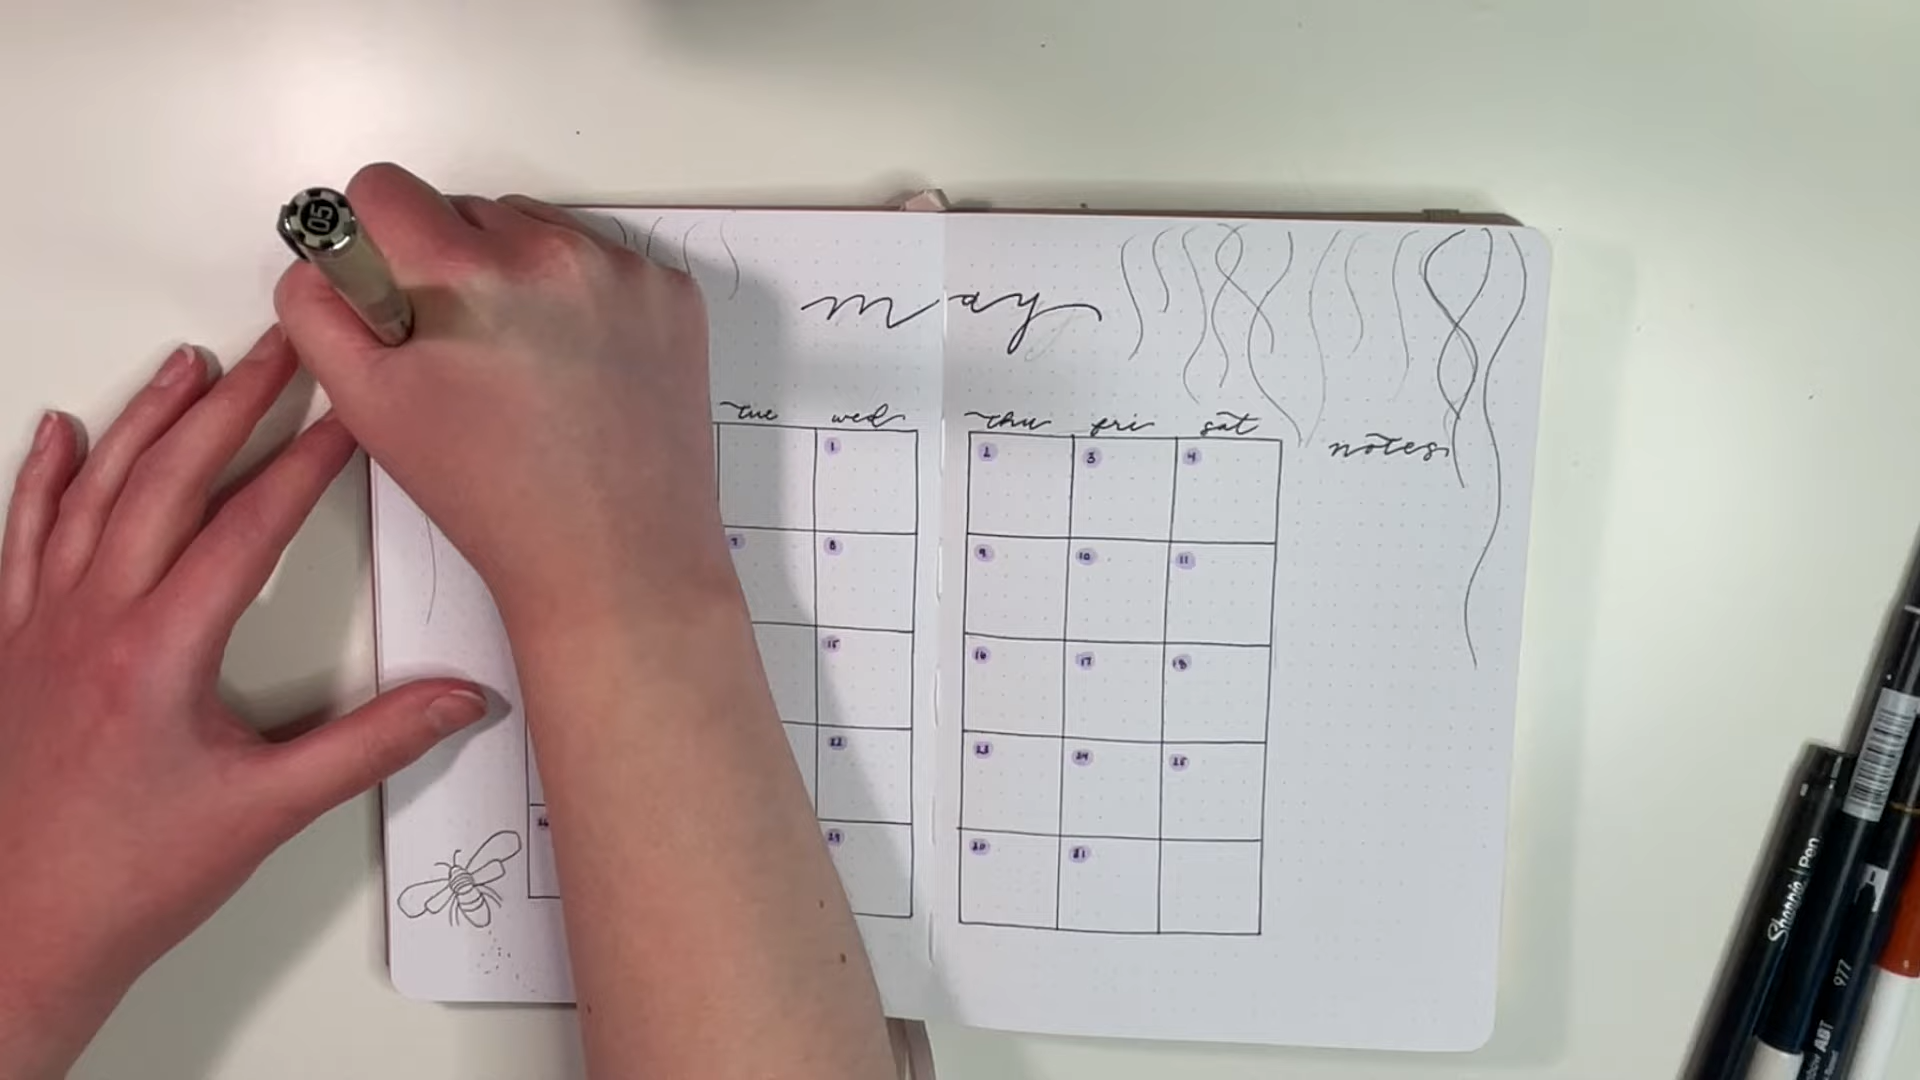 05
may
tue wed thu fri sat
notes
1 2 3 4
7 8 9 10 11
15 16 17 18
22 23 24 25
26 29 30 31
Sharpie Pen
977
ABT